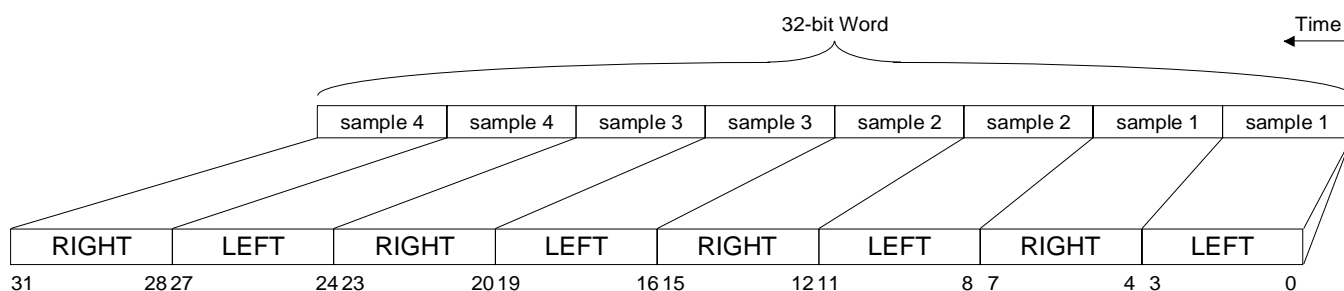 32-bit Word
Time
sample 4 sample 4 sample 3 sample 3 sample 2 sample 2 sample 1 sample 1
RIGHT LEFT RIGHT LEFT RIGHT LEFT RIGHT LEFT
31 28 27 24 23 20 19 16 15 12 11 8 7 4 3 0